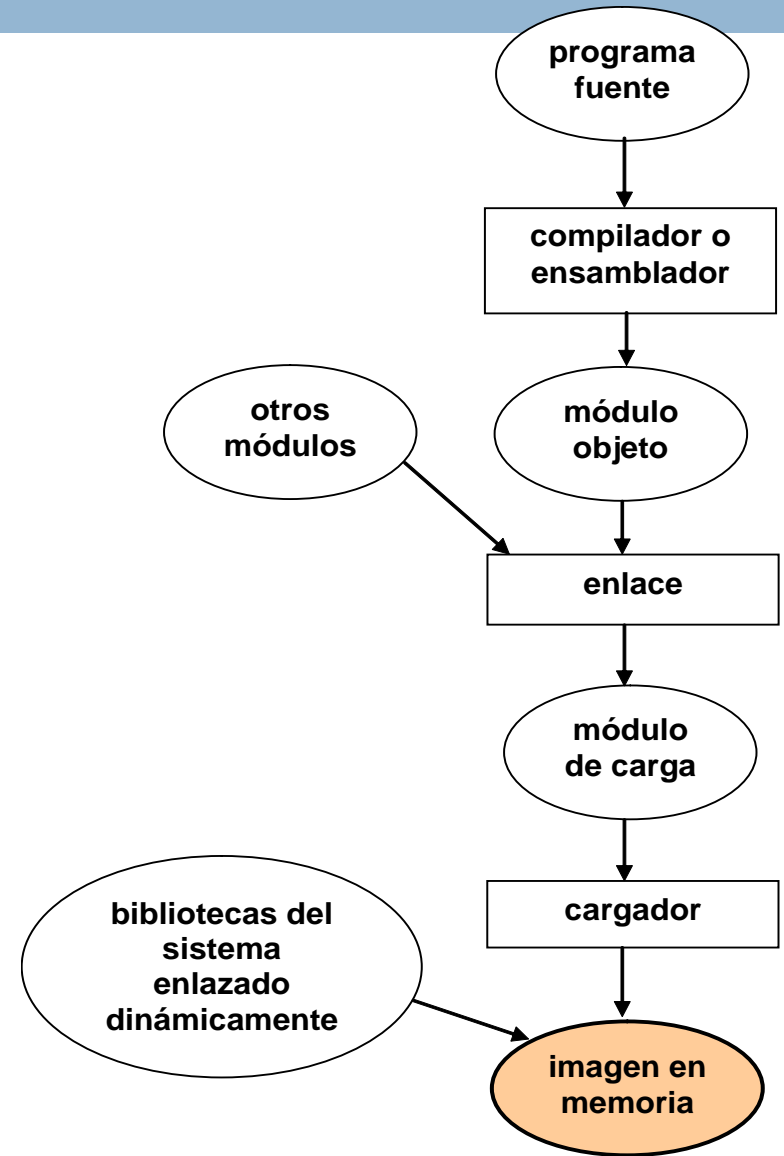 programa
fuente
compilador o
ensamblador
otros
módulos
módulo
objeto
enlace
módulo
de carga
cargador
bibliotecas del
sistema
enlazado
dinámicamente
imagen en
memoria